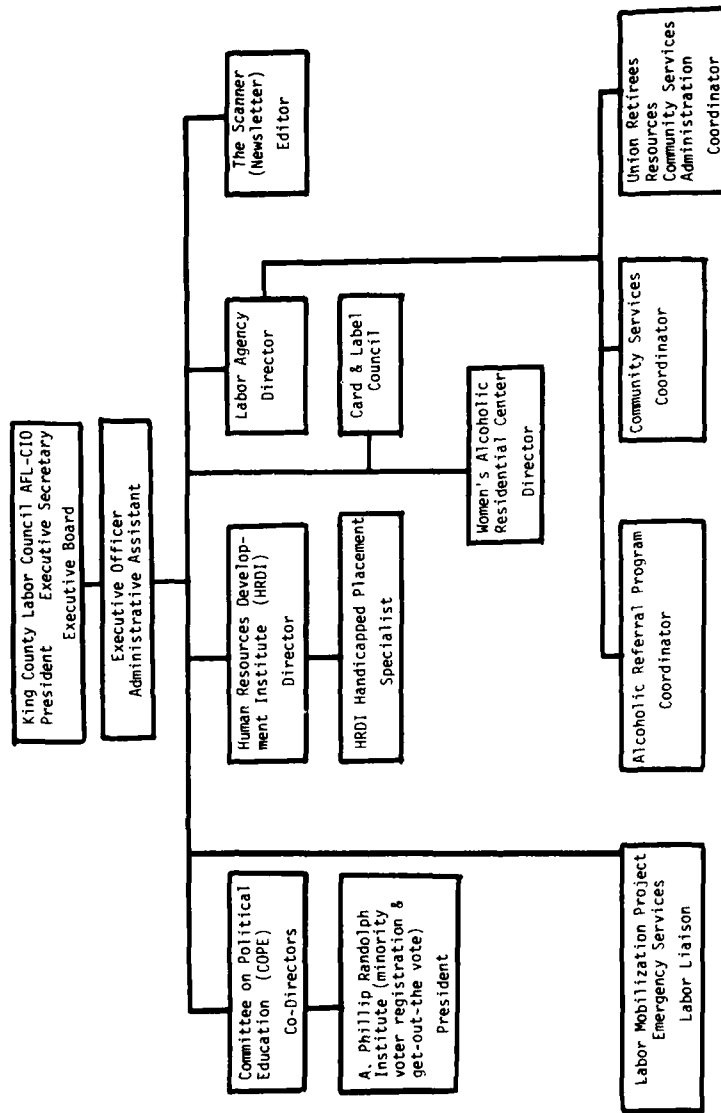 King County Labor Council AFL-CIO
President Executive Secretary
Executive Board
Executive Officer
Administrative Assistant
Committee on Political
Education (COPE)
Co-Directors
Human Resources Develop-
ment Institute (HRDI)
Director
Labor Agency
Director
The Scanner
(Newsletter)
Editor
A. Phillip Randolph
Institute (minority
voter registration &
get-out-the vote)
President
HRDI Handicapped Placement
Specialist
Card & Label
Council
Women's Alcoholic
Residential Center
Director
Labor Mobilization Project
Emergency Services
Labor Liaison
Alcoholic Referral Program
Coordinator
Community Services
Coordinator
Union Retirees
Resources
Community Services
Administration
Coordinator